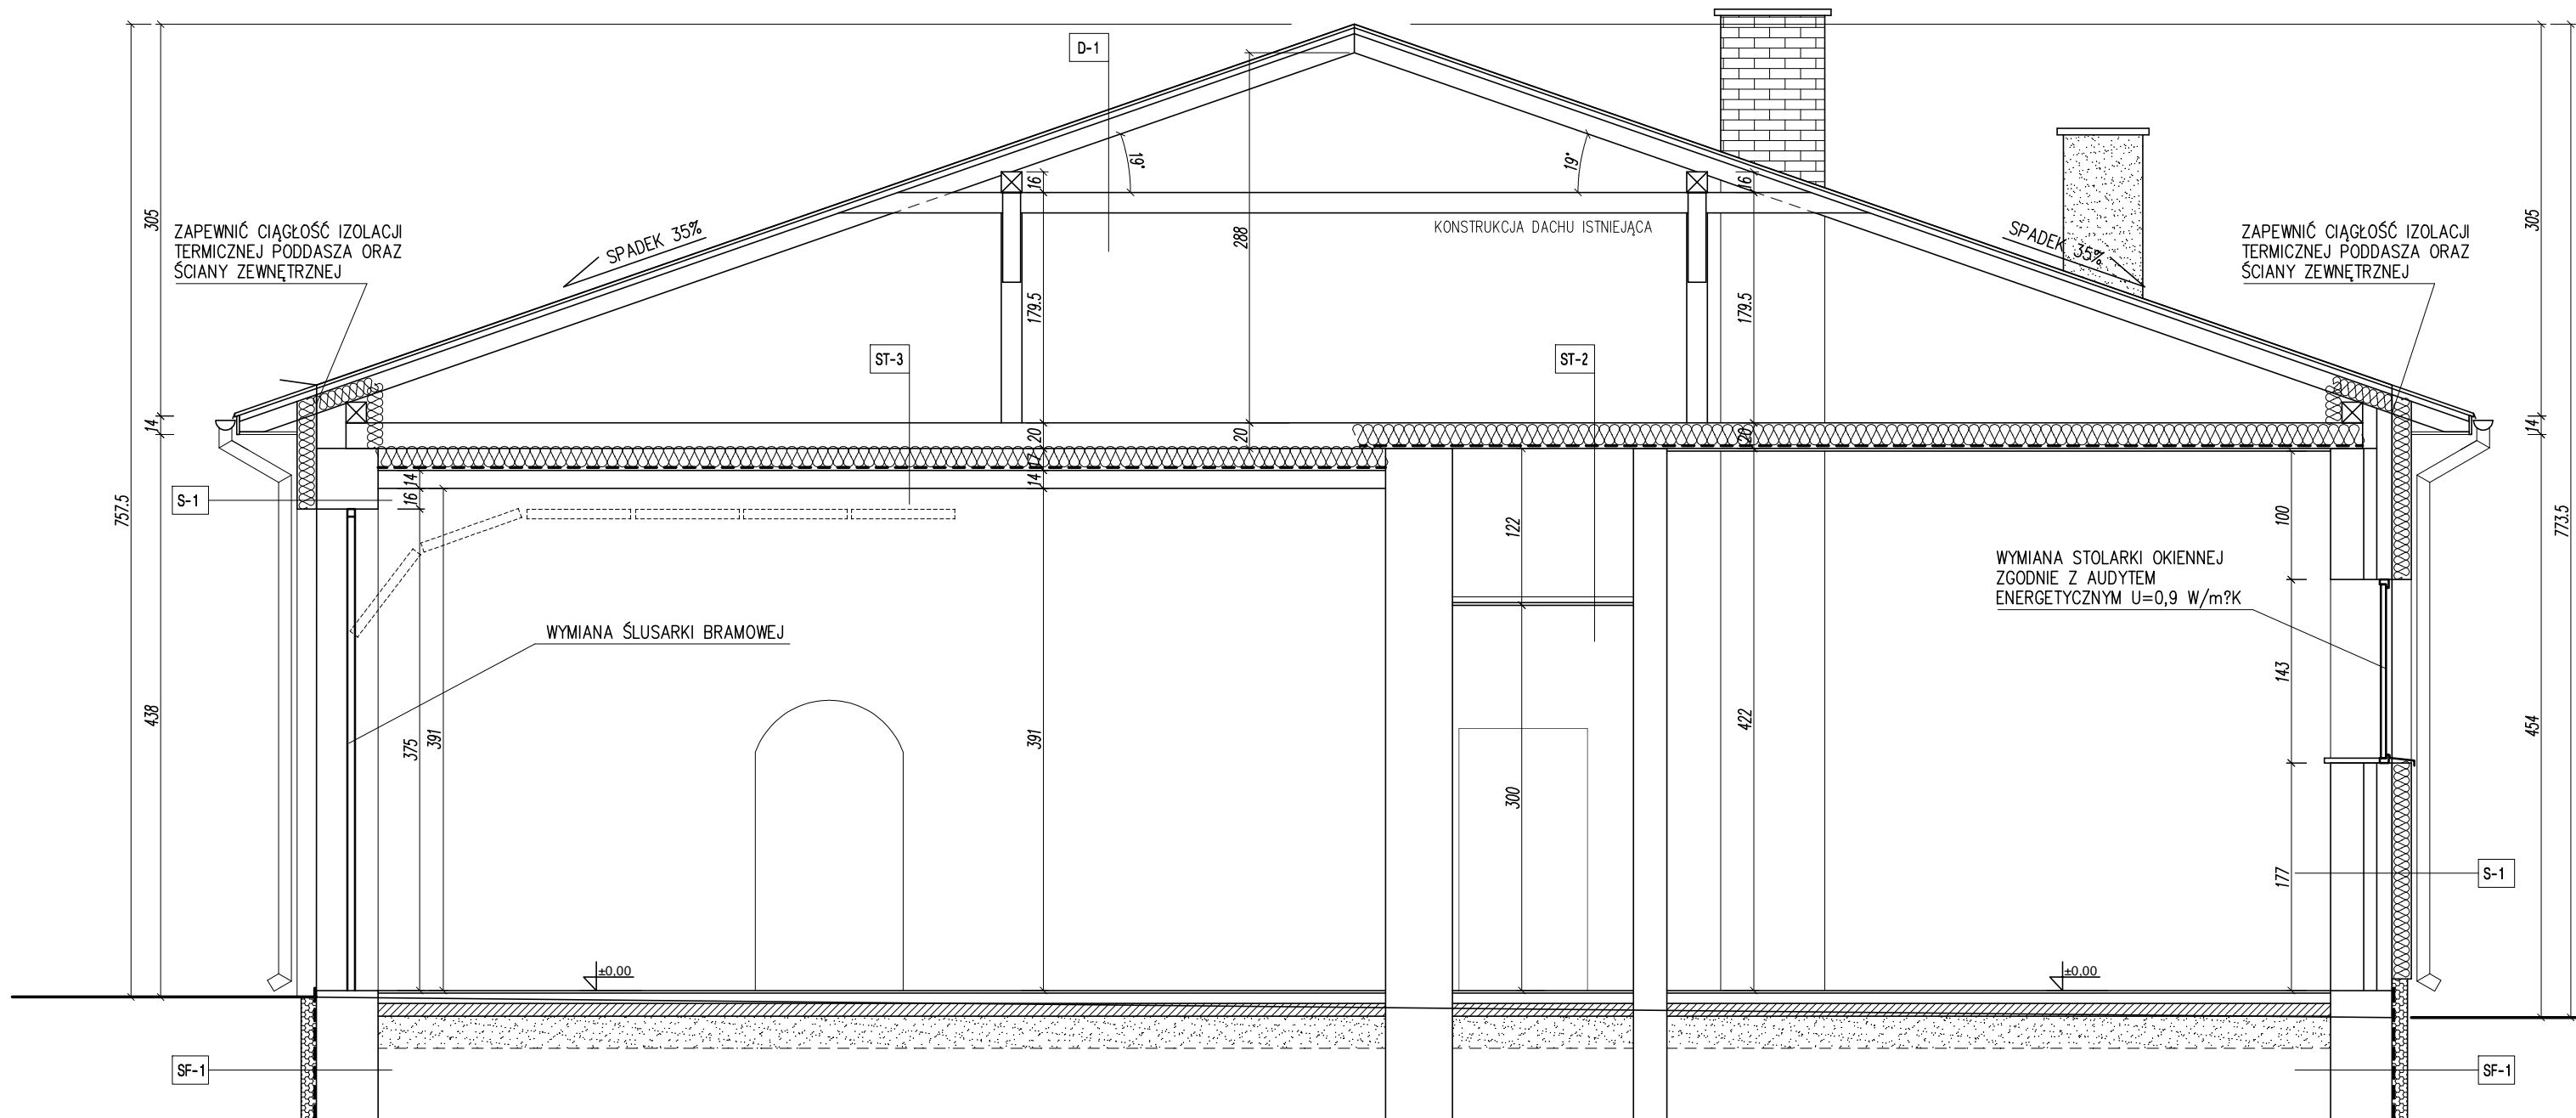 D-1
19°
19°
16
16
305
305
ZAPEWNIĆ CIĄGŁOŚĆ IZOLACJI
TERMICZNEJ PODDASZA ORAZ
ŚCIANY ZEWNĘTRZNEJ
SPADEK 35%
288
KONSTRUKCJA DACHU ISTNIEJĄCA
SPADEK 35%
ZAPEWNIĆ CIĄGŁOŚĆ IZOLACJI
TERMICZNEJ PODDASZA ORAZ
ŚCIANY ZEWNĘTRZNEJ
179.5
179.5
ST-3
ST-2
14
14
20
20
20
17
14
14
16
S-1
757.5
773.5
122
100
WYMIANA STOLARKI OKIENNEJ
ZGODNIE Z AUDYTEM
ENERGETYCZNYM U=0,9 W/m?K
WYMIANA ŚLUSARKI BRAMOWEJ
143
438
375
391
391
422
454
300
177
S-1
±0,00
±0,00
SF-1
SF-1